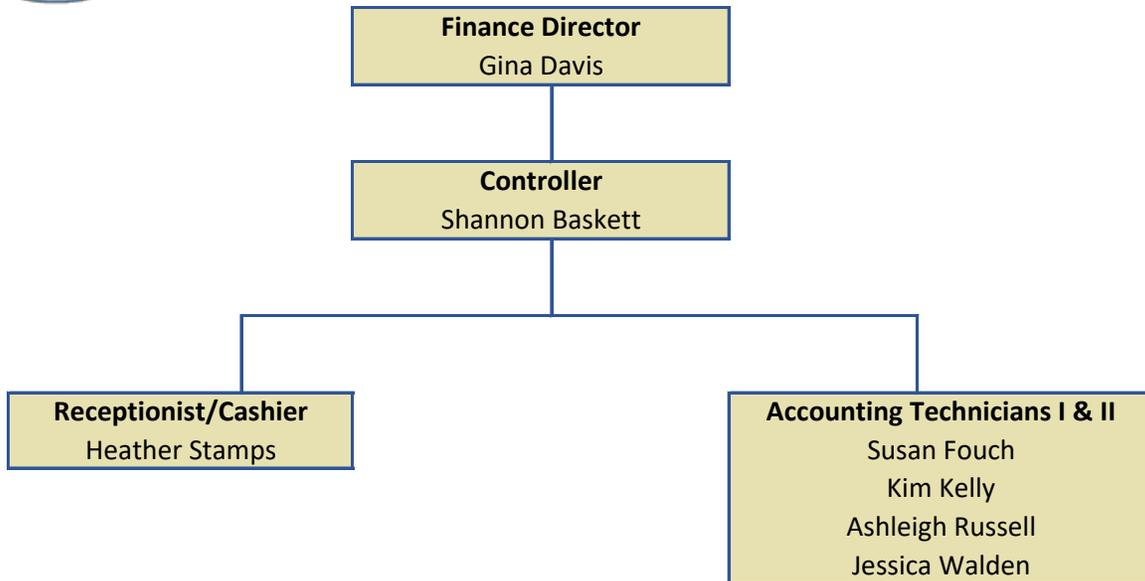 Finance Director
Gina Davis
Controller
Shannon Baskett
Receptionist/Cashier
Heather Stamps
Accounting Technicians I & II
Susan Fouch
Kim Kelly
Ashleigh Russell
Jessica Walden